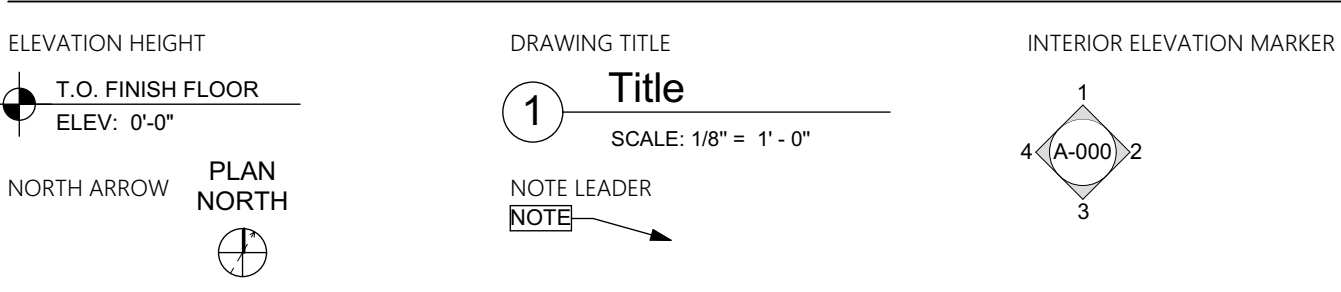 ELEVATION HEIGHT
T.O. FINISH FLOOR
ELEV: 0'-0"
NORTH ARROW
PLAN
NORTH
DRAWING TITLE
1
Title
SCALE: 1/8" = 1' - 0"
NOTE LEADER
NOTE
INTERIOR ELEVATION MARKER
1
4 A-000 2
3